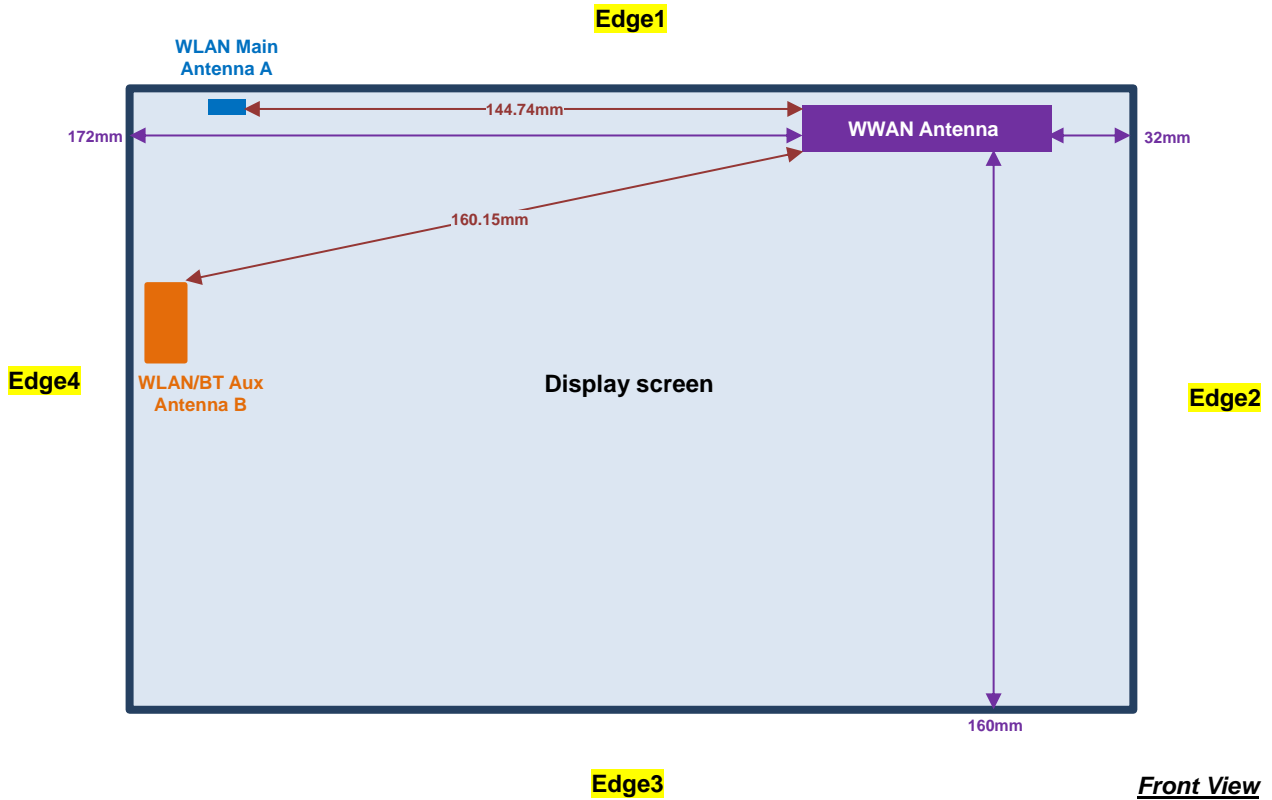 Edge1
WLAN Main
Antenna A
144.74mm
WWAN Antenna
172mm
32mm
160.15mm
Edge4
WLAN/BT Aux
Antenna B
Display screen
Edge2
160mm
Edge3
Front View